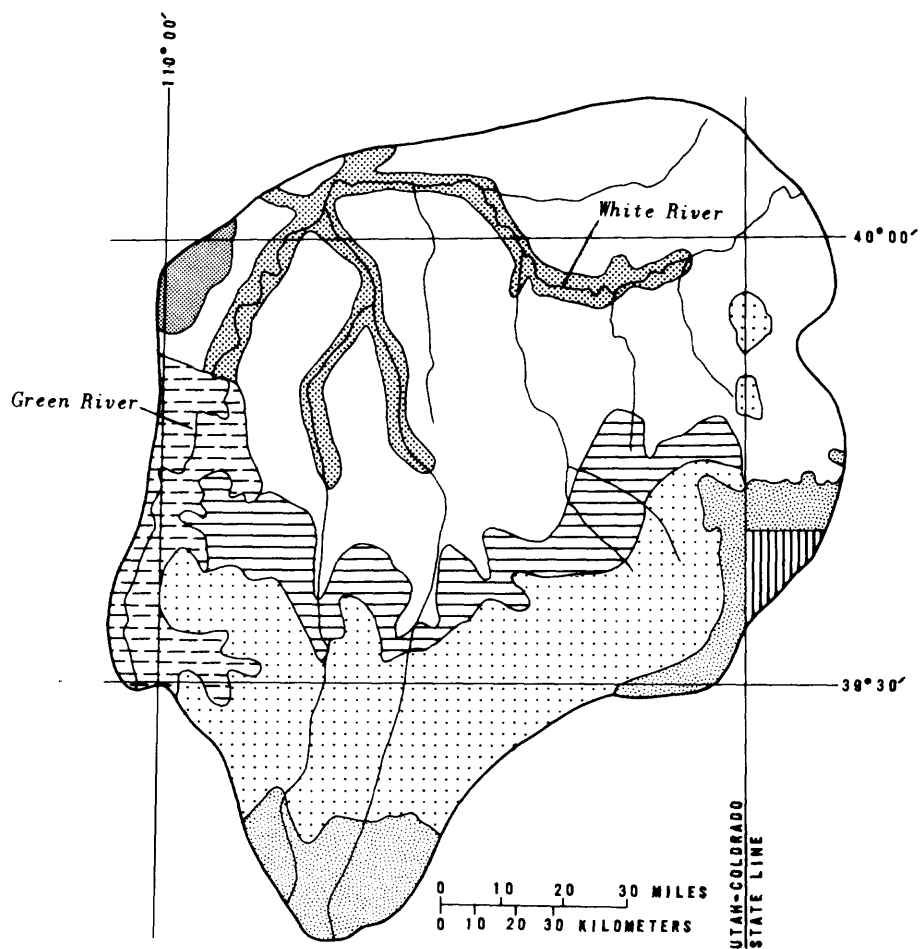 110°00′
White River
40°00′
Green River
39°30′
0 10 20 30 MILES
0 10 20 30 KILOMETERS
UTAH-COLORADO
STATE LINE